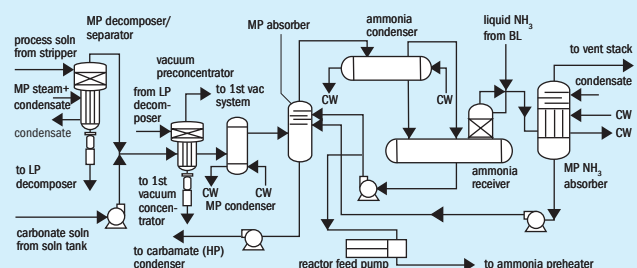 MP decomposer/
separator
process soln
from stripper
MP steam+
condensate
condensate
to LP
decomposer
carbonate soln
from soln tank
vacuum
preconcentrator
from LP
decom-
poser
to 1st vac
system
to 1st
vacuum
concen-
trator
CW
CW
MP condenser
to carbamate (HP)
condenser
MP absorber
ammonia
condenser
CW
CW
liquid NH3
from BL
ammonia
receiver
to vent stack
condensate
CW
CW
MP NH3
absorber
reactor feed pump
to ammonia preheater